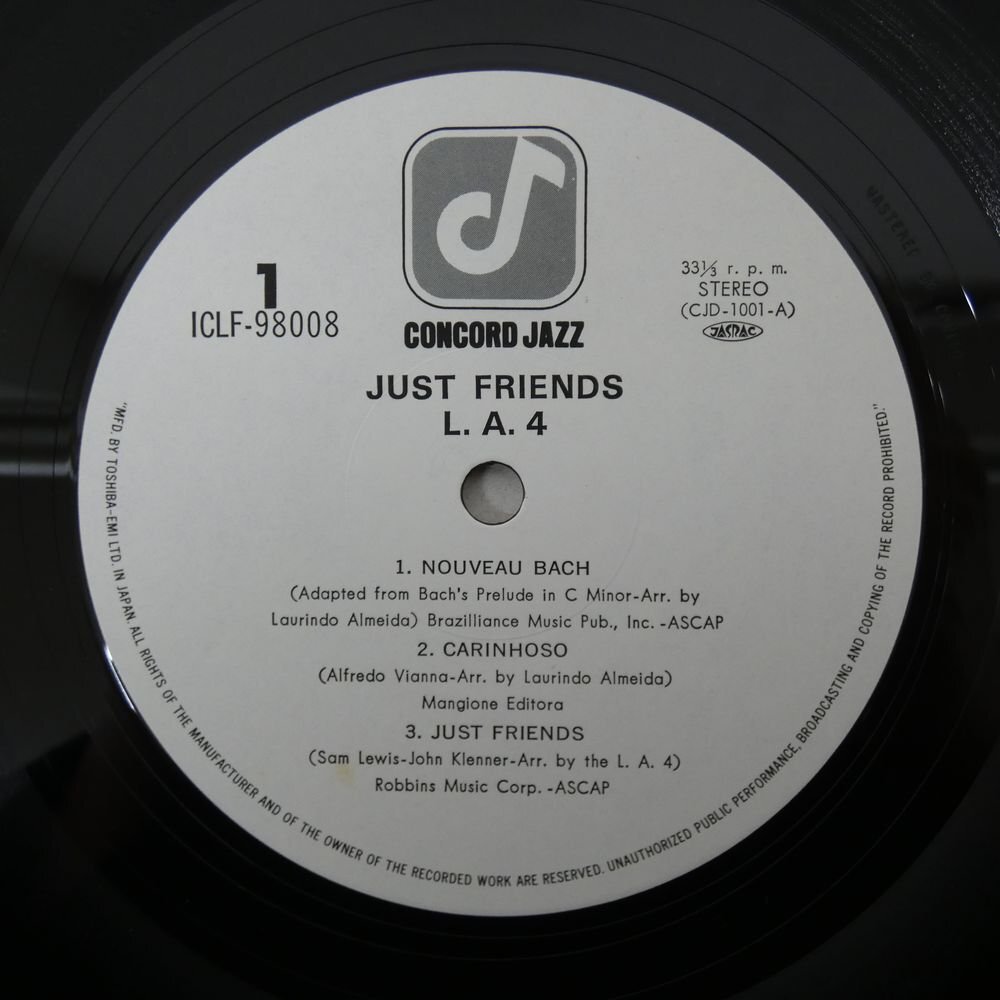 1
ICLF-98008
CONCORD JAZZ
33⅓ r. p. m.
STEREO
(CJD-1001-A)
JASRAC
JUST FRIENDS
L. A. 4
1. NOUVEAU BACH
(Adapted from Bach's Prelude in C Minor-Arr. by
Laurindo Almeida) Brazilliance Music Pub., Inc. -ASCAP
2. CARINHOSO
(Alfredo Vianna-Arr. by Laurindo Almeida)
Mangione Editora
3. JUST FRIENDS
(Sam Lewis-John Klenner-Arr. by the L. A. 4)
Robbins Music Corp. -ASCAP
"MFD. BY TOSHIBA-EMI LTD. IN JAPAN. ALL RIGHTS OF THE MANUFACTURER AND OF THE OWNER OF THE RECORDED WORK ARE RESERVED. UNAUTHORIZED PUBLIC PERFORMANCE, BROADCASTING AND COPYING OF THE RECORD PROHIBITED."
MASTERED